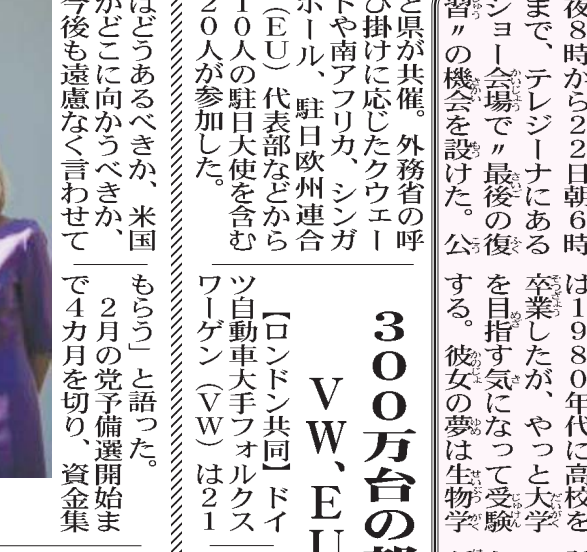 夜8時から22日朝6時
まで、テレジーナにある
ショー会場で〃最後の復
習〃の機会を設けた。公
は1980年代に高校を
卒業したが、やっと大学
を目指す気になって受験
する。彼女の夢は生物学
と県が共催。外務省の呼
び掛けに応じたクウェー
トや南アフリカ、シンガ
ポール、駐日欧州連合
（EU）代表部などから
10人の駐日大使を含む
20人が参加した。
300万台の
VW、EU
【ロンドン共同】ドイ
ツ自動車大手フォルクス
ワーゲン（VW）は21
はどうあるべきか、米国
がどこに向かうべきか、
今後も遠慮なく言わせて
もらう」と語った。
2月の党予備選開始ま
で4カ月を切り、資金集